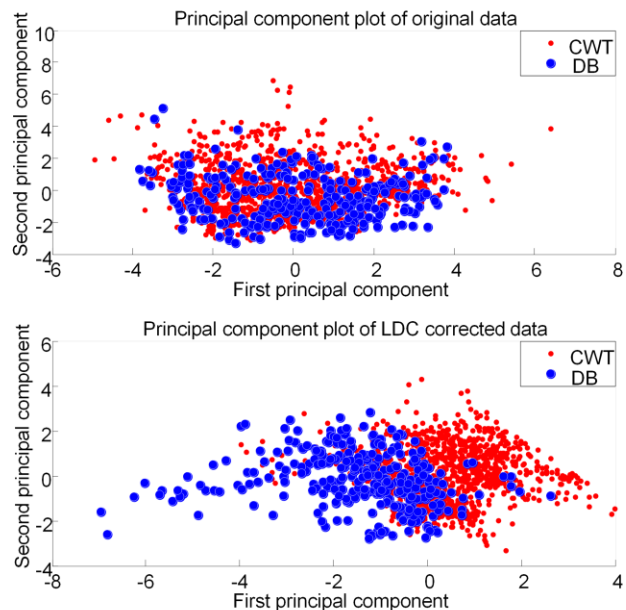 Principal component plot of original data
10
8
6
4
2
0
-2
-4
-6
-4
-2
0
2
4
6
8
Second principal component
First principal component
CWT
DB
Principal component plot of LDC corrected data
6
4
2
0
-2
-4
-8
-6
-4
-2
0
2
4
Second principal component
First principal component
CWT
DB